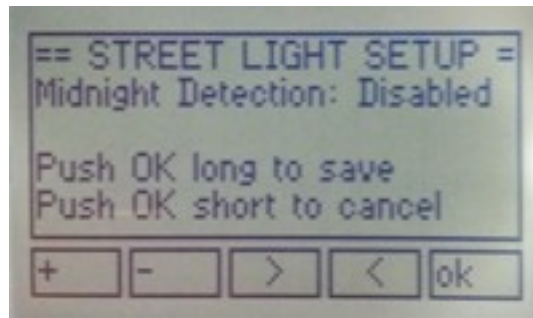 == STREET LIGHT SETUP =
Midnight Detection: Disabled
Push OK long to save
Push OK short to cancel
+ - > < ok